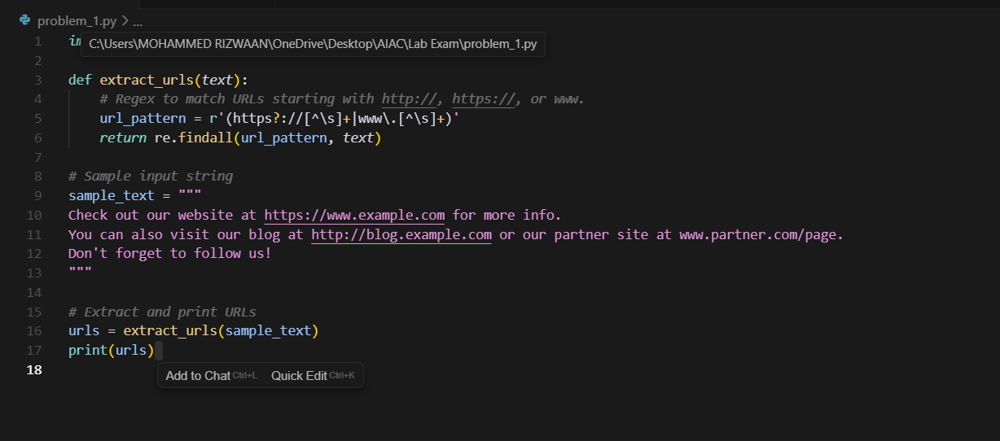 problem_1.py > ...
1 im
C:\Users\MOHAMMED RIZWAAN\OneDrive\Desktop\AIAC\Lab Exam\problem_1.py
2
3 def extract_urls(text):
4 # Regex to match URLs starting with http://, https://, or www.
5 url_pattern = r'(https?://[^\s]+|www\.[^\s]+)'
6 return re.findall(url_pattern, text)
7
8 # Sample input string
9 sample_text = """
10 Check out our website at https://www.example.com for more info.
11 You can also visit our blog at http://blog.example.com or our partner site at www.partner.com/page.
12 Don't forget to follow us!
13 """
14
15 # Extract and print URLs
16 urls = extract_urls(sample_text)
17 print(urls)
18
Add to Chat Ctrl+L Quick Edit Ctrl+K